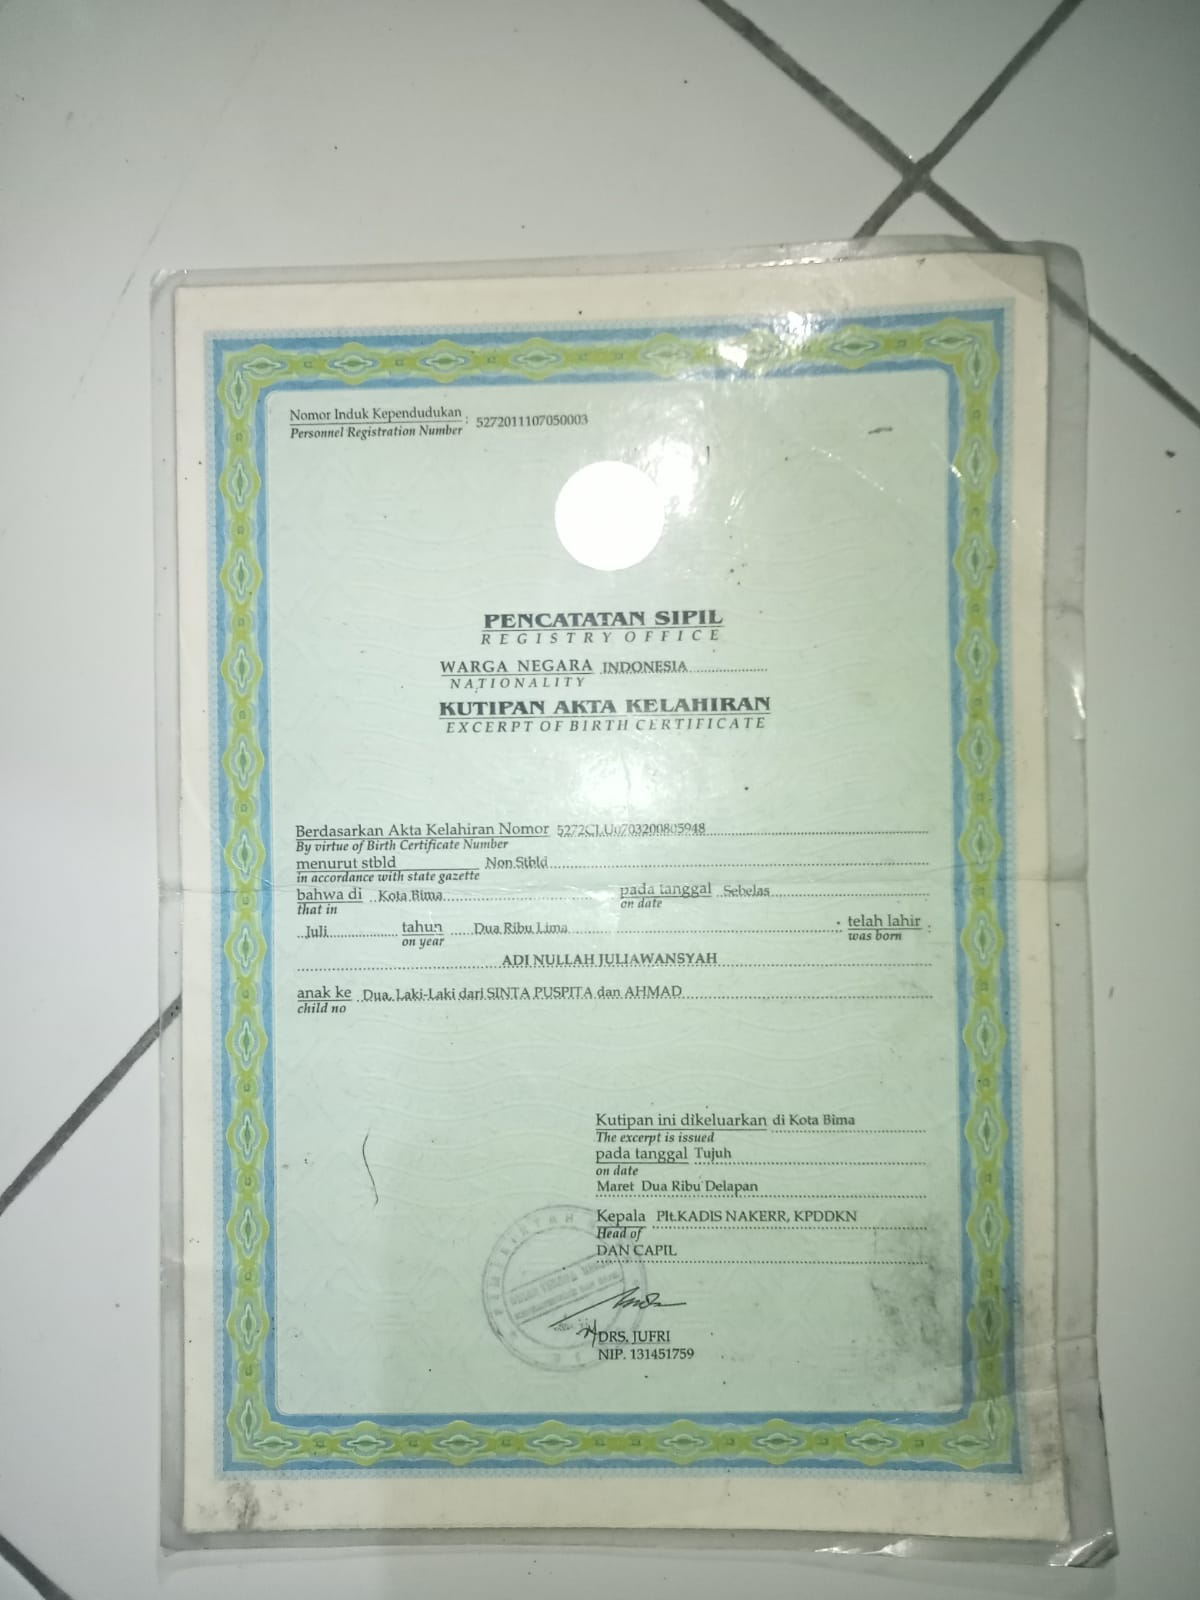 Nomor Induk Kependudukan : 5272011107050003
Personnel Registration Number
PENCATATAN SIPIL
REGISTRY OFFICE
WARGA NEGARA INDONESIA
NATIONALITY
KUTIPAN AKTA KELAHIRAN
EXCERPT OF BIRTH CERTIFICATE
Berdasarkan Akta Kelahiran Nomor 5272CLU0703200805948
By virtue of Birth Certificate Number
menurut stbld Non Stbld
in accordance with state gazette
bahwa di Kota Bima pada tanggal Sebelas
that in on date
Juli tahun Dua Ribu Lima telah lahir :
on year was born
ADI NULLAH JULIAWANSYAH
anak ke Dua, Laki-Laki dari SINTA PUSPITA dan AHMAD
child no
Kutipan ini dikeluarkan di Kota Bima
The excerpt is issued
pada tanggal Tujuh
on date
Maret Dua Ribu Delapan
Kepala Plt.KADIS NAKERR, KPDDKN
Head of
DAN CAPIL
DRS. JUFRI
NIP. 131451759